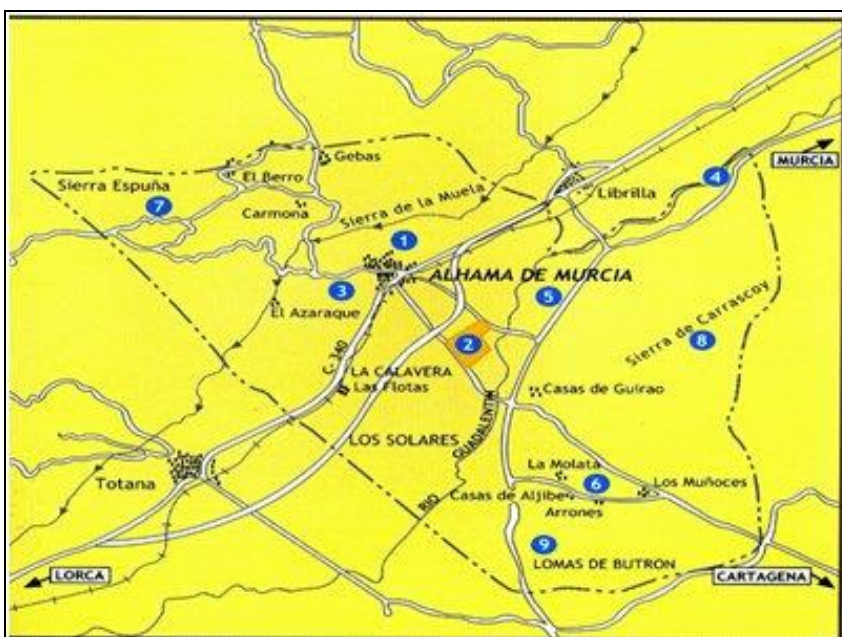 MURCIA
Gebas
El Berro
Sierra Espuña
4
7
Carmona
Librilla
Sierra de la Muela
1
ALHAMA DE MURCIA
3
5
El Azaraque
2
8
Sierra de Carrascoy
C-340
LA CALAVERA
Las Flotas
Casas de Guirao
LOS SOLARES
RIO GUADALENTIN
Totana
La Molata
6
Los Muñoces
Casas de Aljibe
Arrones
9
LOMAS DE BUTRON
LORCA
CARTAGENA